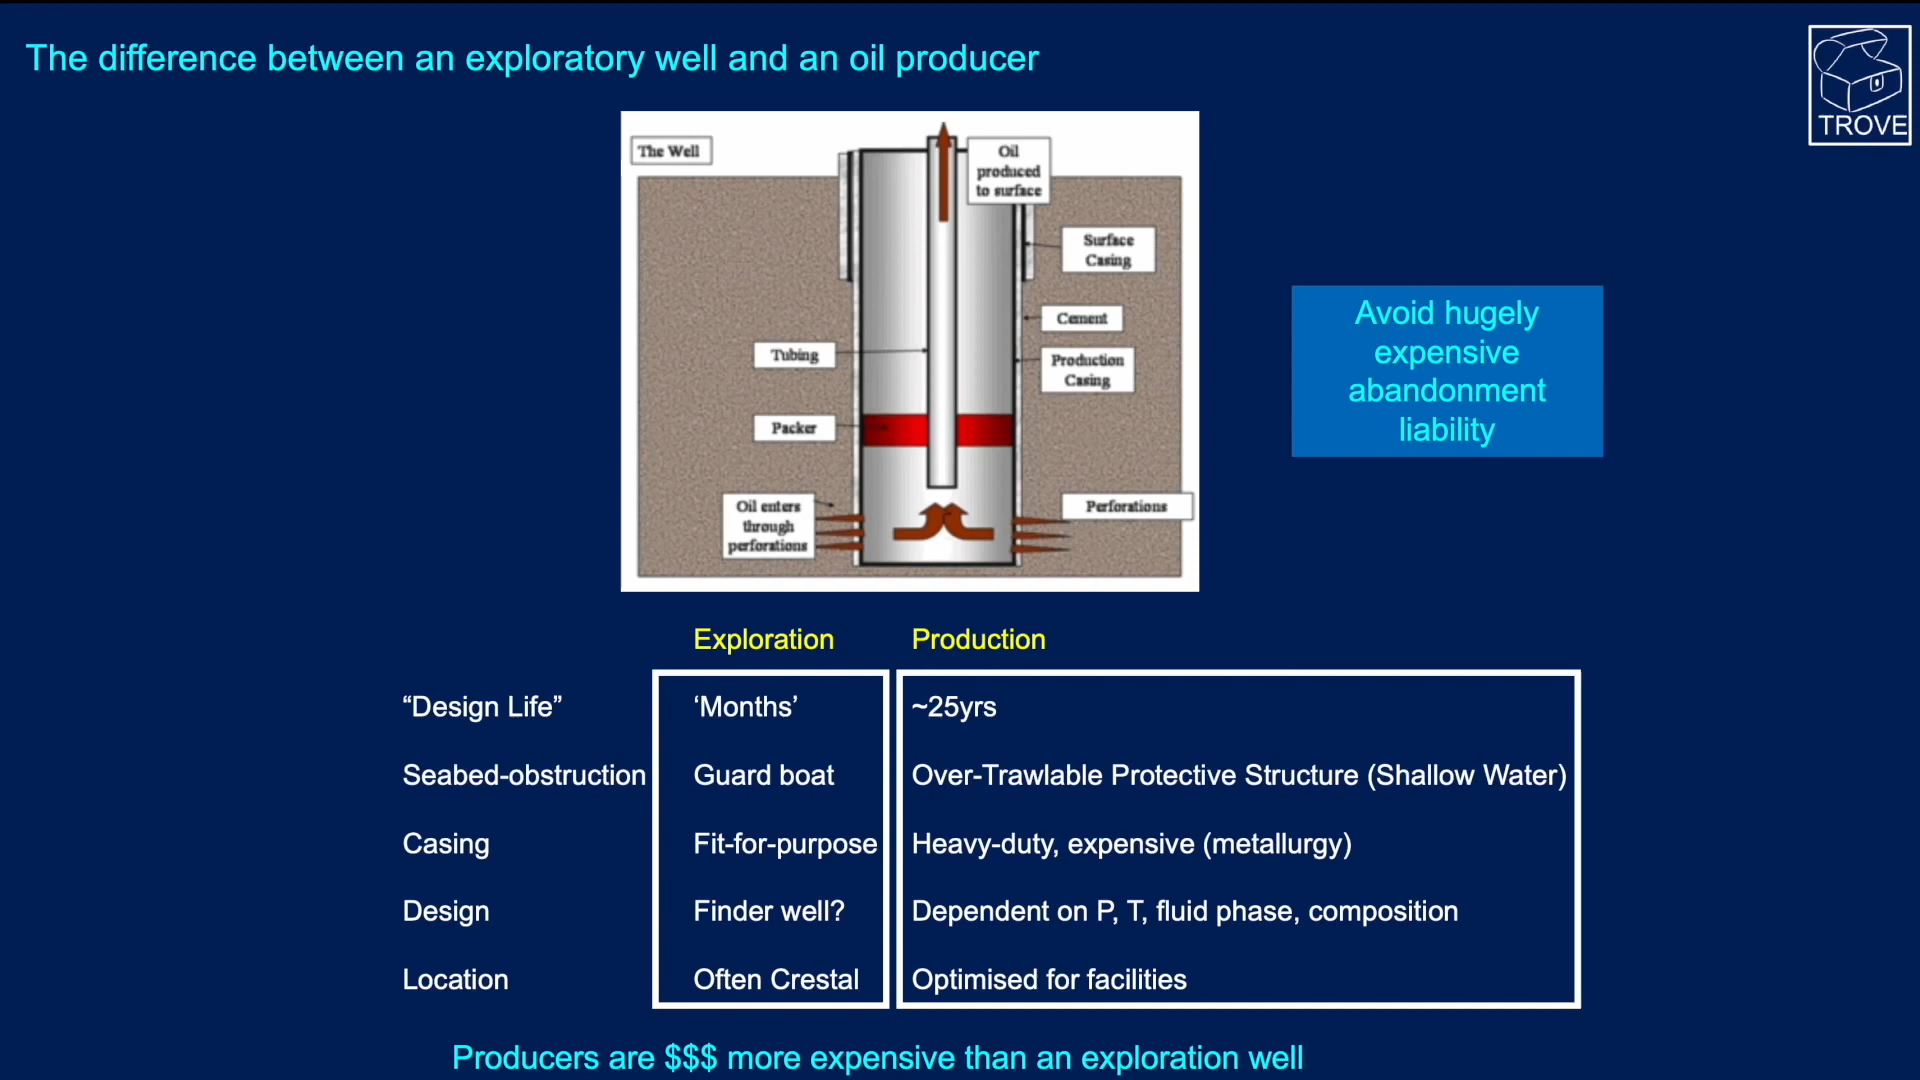 The difference between an exploratory well and an oil producer
TROVE
The Well
Oil
produced
to surface
Surface
Casing
Cement
Tubing
Production
Casing
Packer
Oil enters
through
perforations
Perforations
Avoid hugely
expensive
abandonment
liability
Exploration Production
“Design Life” ‘Months’ ~25yrs
Seabed-obstruction Guard boat Over-Trawlable Protective Structure (Shallow Water)
Casing Fit-for-purpose Heavy-duty, expensive (metallurgy)
Design Finder well? Dependent on P, T, fluid phase, composition
Location Often Crestal Optimised for facilities
Producers are $$$ more expensive than an exploration well